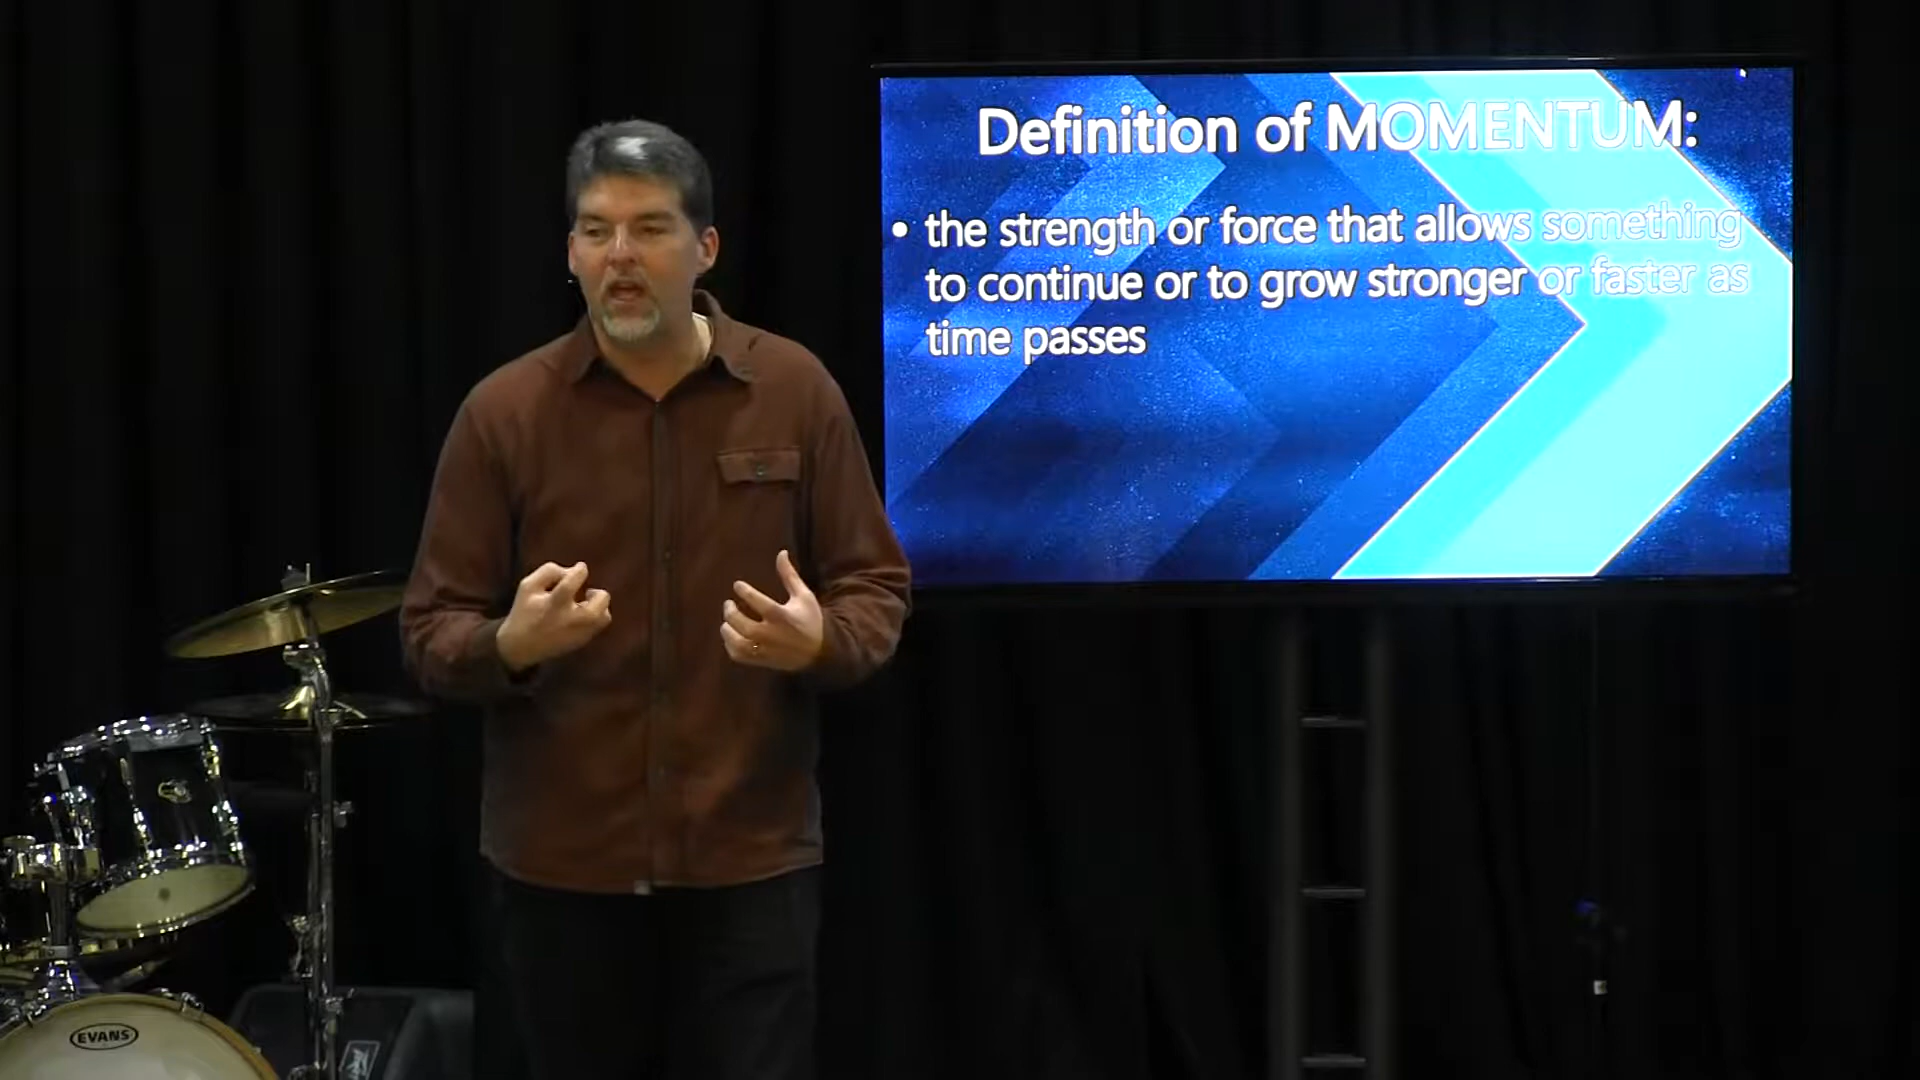 Definition of MOMENTUM:
• the strength or force that allows something
to continue or to grow stronger or faster as
time passes
EVANS